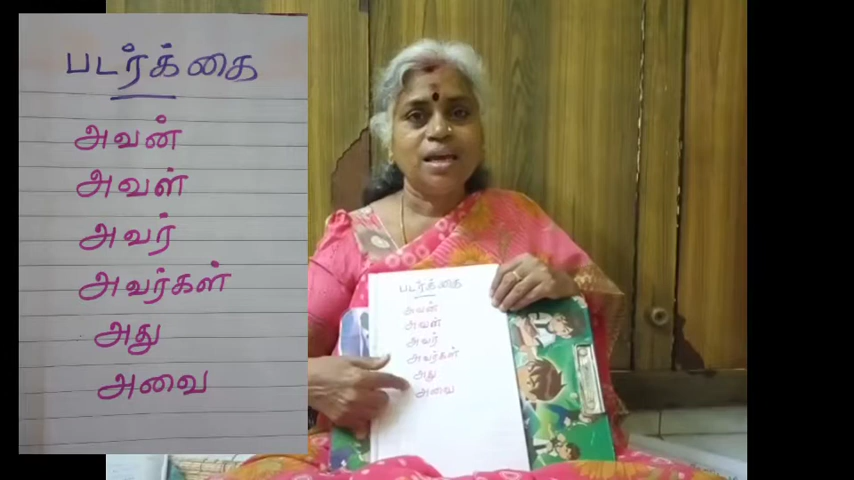 படர்க்கை
அவன்
அவள்
அவர்
அவர்கள்
அது
அவை
படர்க்கை
அவன்
அவள்
அவர்
அவர்கள்
அது
அவை